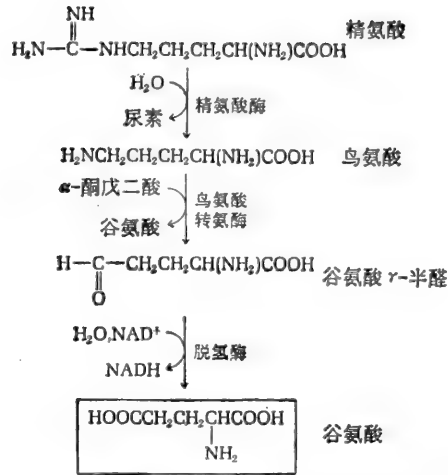 NH
H₂N—C—NHCH₂CH₂CH₂CH(NH₂)COOH 精氨酸
H₂O
尿素
精氨酸酶
H₂NCH₂CH₂CH₂CH(NH₂)COOH 鸟氨酸
α-酮戊二酸
谷氨酸
鸟氨酸
转氨酶
H—C—CH₂CH₂CH(NH₂)COOH 谷氨酸γ-半醛
O
H₂O,NAD⁺
NADH
脱氢酶
HOOCCH₂CH₂CHCOOH 谷氨酸
NH₂